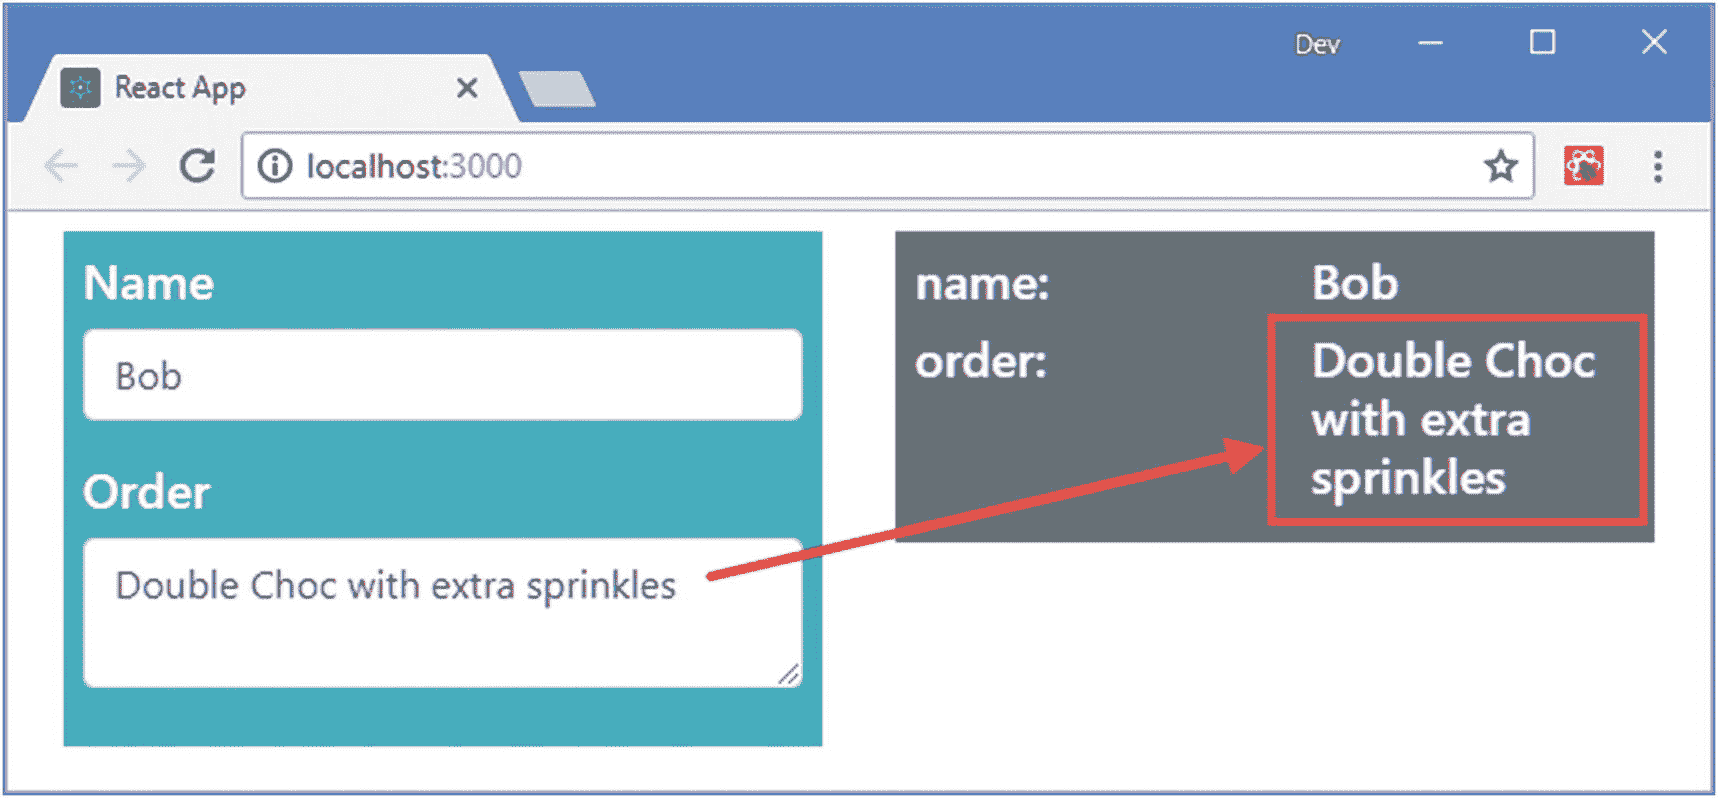 Dev
React App
localhost:3000
Name
Bob
Order
Double Choc with extra sprinkles
name:
Bob
order:
Double Choc
with extra
sprinkles